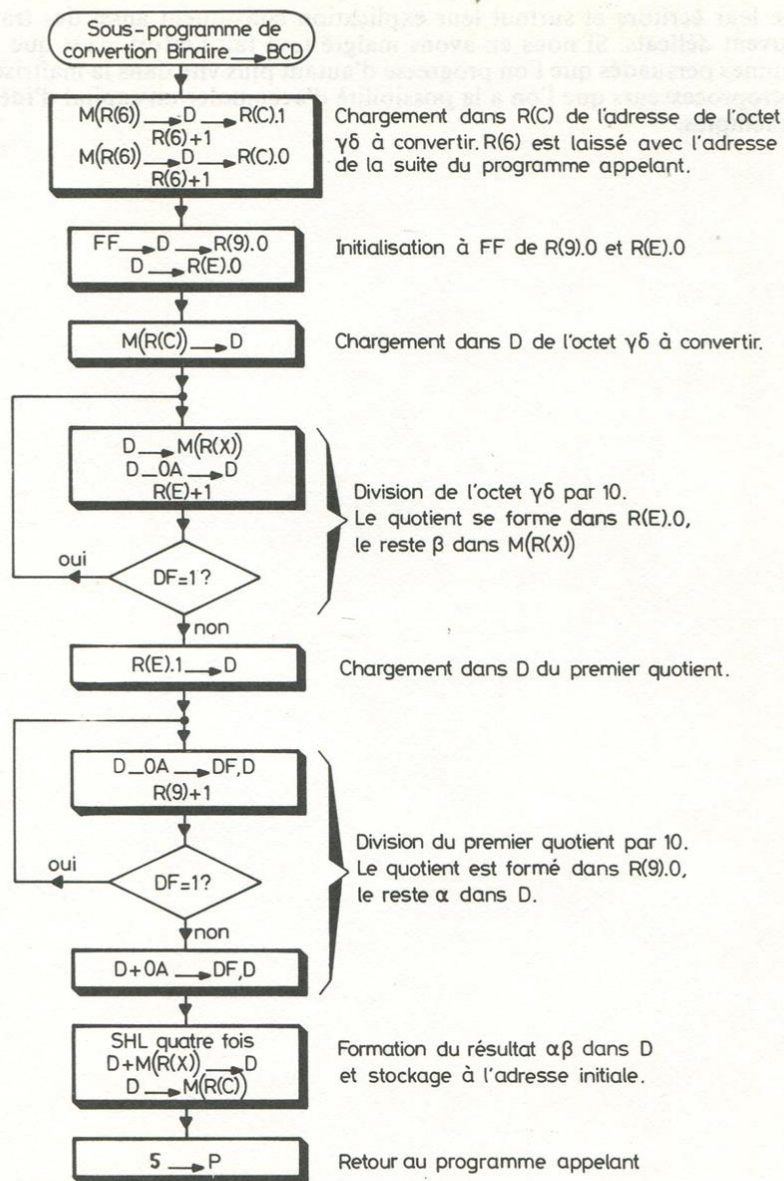 Sous-programme de
convertion Binaire → BCD
M(R(6)) → D → R(C).1
R(6)+1
M(R(6)) → D → R(C).0
R(6)+1
Chargement dans R(C) de l'adresse de l'octet
γδ à convertir. R(6) est laissé avec l'adresse
de la suite du programme appelant.
FF → D → R(9).0
D → R(E).0
Initialisation à FF de R(9).0 et R(E).0
M(R(C)) → D
Chargement dans D de l'octet γδ à convertir.
D → M(R(X))
D_0A → D
R(E)+1
Division de l'octet γδ par 10.
Le quotient se forme dans R(E).0,
le reste β dans M(R(X))
oui
DF=1?
non
R(E).1 → D
Chargement dans D du premier quotient.
D_0A → DF,D
R(9)+1
Division du premier quotient par 10.
Le quotient est formé dans R(9).0,
le reste α dans D.
oui
DF=1?
non
D+0A → DF,D
SHL quatre fois
D+M(R(X)) → D
D → M(R(C))
Formation du résultat αβ dans D
et stockage à l'adresse initiale.
5 → P
Retour au programme appelant